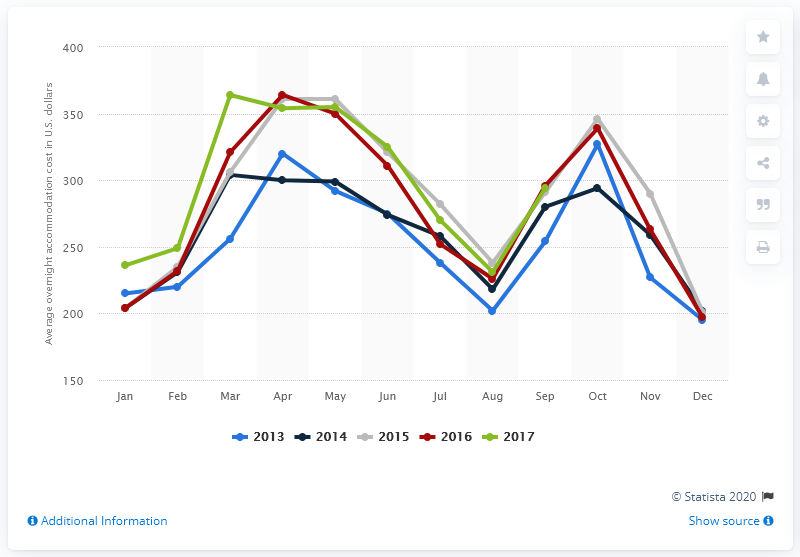 Average overnight accommodation cost in U.S. dollars
400
350
300
250
200
150
Jan Feb Mar Apr May Jun Jul Aug Sep Oct Nov Dec
2013 2014 2015 2016 2017
© Statista 2020
Additional Information
Show source